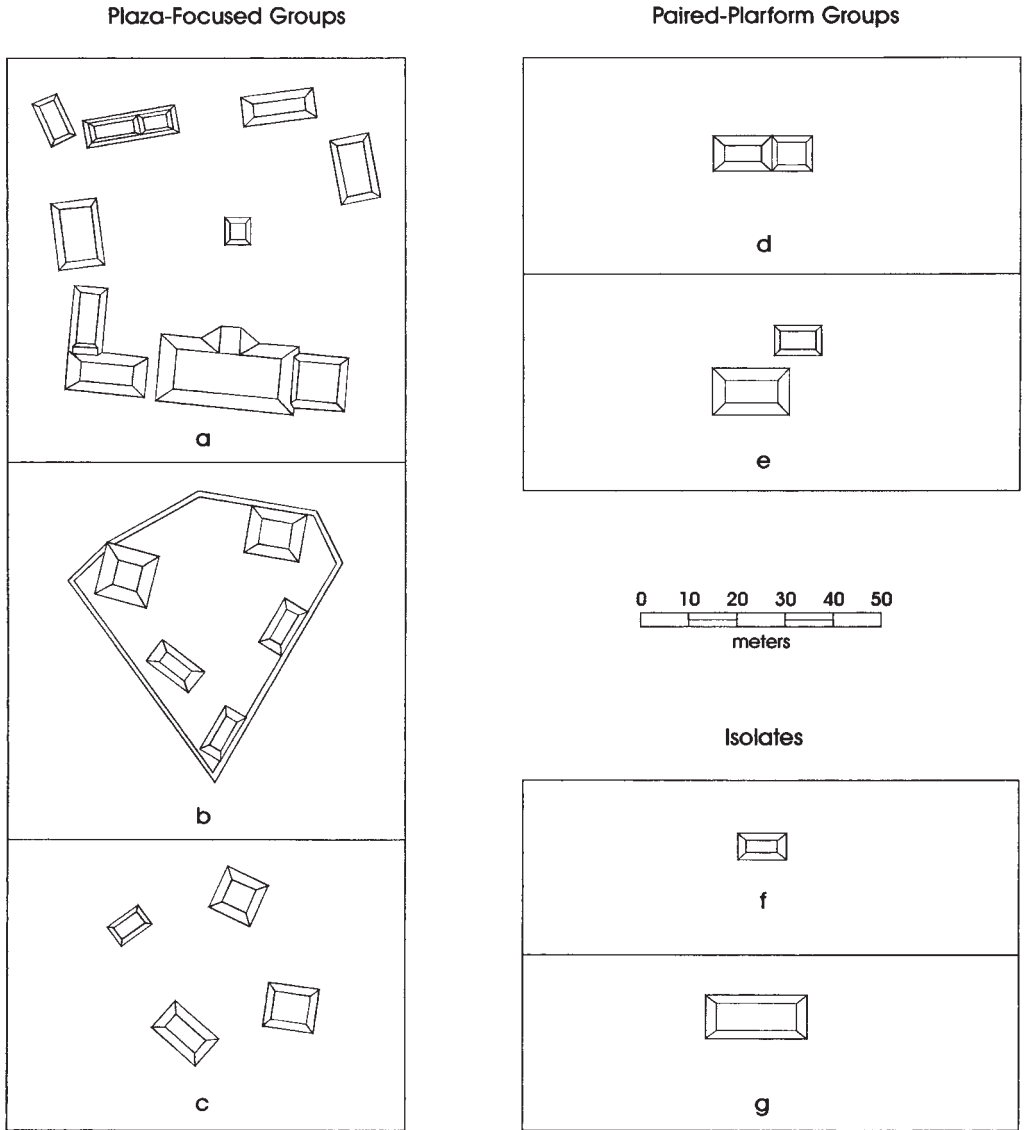 Plaza-Focused Groups
a
b
c
Paired-Plarform Groups
d
e
0 10 20 30 40 50
meters
Isolates
f
g